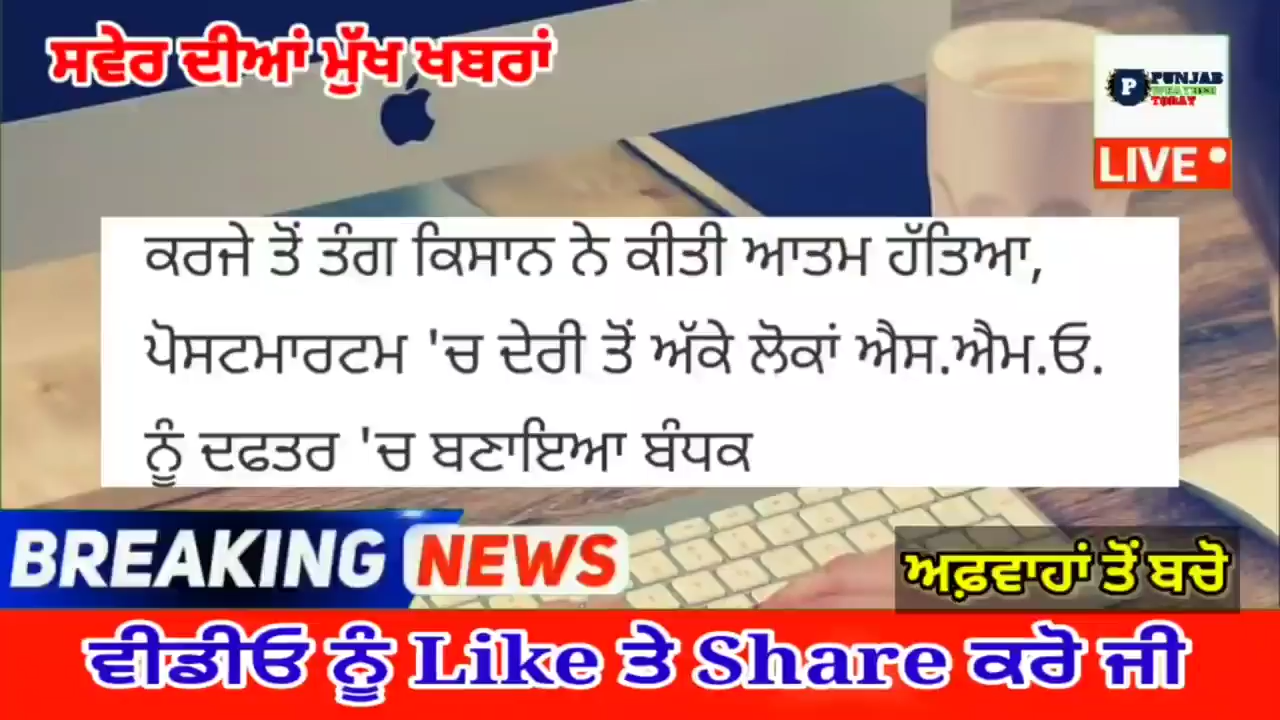 ਸਵੇਰ ਦੀਆਂ ਮੁੱਖ ਖਬਰਾਂ
P PUNJAB
WEATHER
TODAY
LIVE
ਕਰਜੇ ਤੋਂ ਤੰਗ ਕਿਸਾਨ ਨੇ ਕੀਤੀ ਆਤਮ ਹੱਤਿਆ,
ਪੋਸਟਮਾਰਟਮ 'ਚ ਦੇਰੀ ਤੋਂ ਅੱਕੇ ਲੋਕਾਂ ਐਸ.ਐਮ.ਓ.
ਨੂੰ ਦਫਤਰ 'ਚ ਬਣਾਇਆ ਬੰਧਕ
BREAKING NEWS
ਅਫ਼ਵਾਹਾਂ ਤੋਂ ਬਚੋ
ਵੀਡੀਓ ਨੂੰ Like ਤੇ Share ਕਰੋ ਜੀ